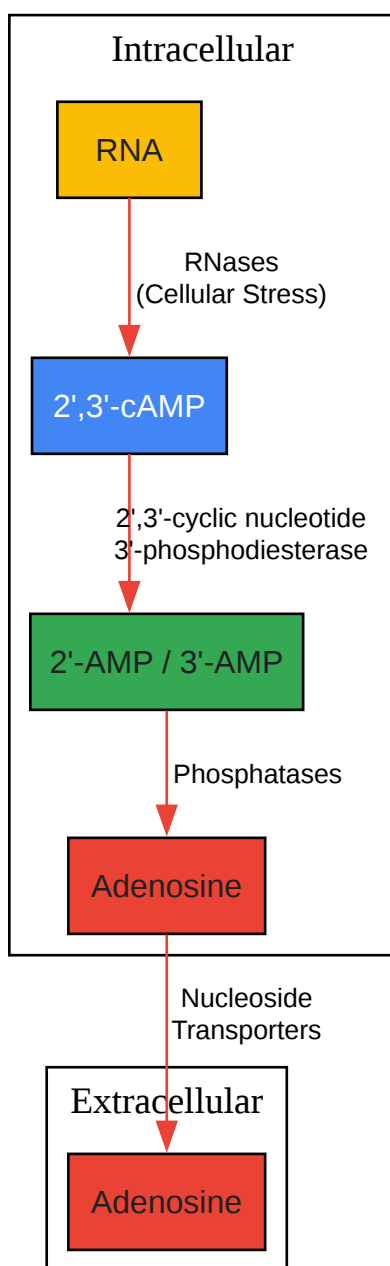 Intracellular
RNA
RNases
(Cellular Stress)
2',3'-cAMP
2',3'-cyclic nucleotide
3'-phosphodiesterase
2'-AMP / 3'-AMP
Phosphatases
Adenosine
Nucleoside
Transporters
Extracellular
Adenosine